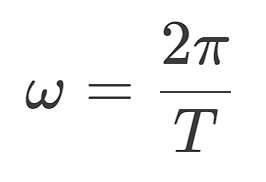 ω = 2π / T